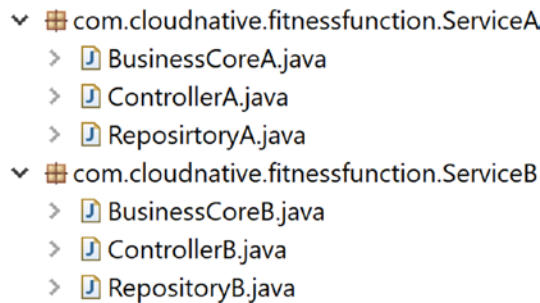 com.cloudnative.fitnessfunction.ServiceA
BusinessCoreA.java
ControllerA.java
ReposirtoryA.java
com.cloudnative.fitnessfunction.ServiceB
BusinessCoreB.java
ControllerB.java
RepositoryB.java